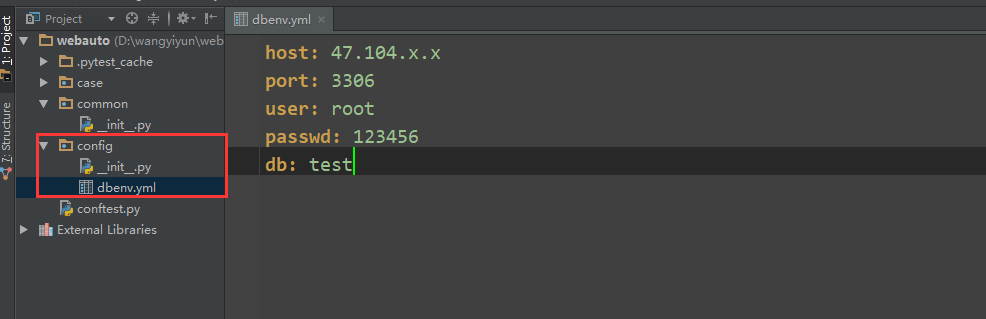 1: Project
7: Structure
Project
webauto (D:\wangyiyun\web
.pytest_cache
case
common
__init__.py
config
__init__.py
dbenv.yml
conftest.py
External Libraries
dbenv.yml
host: 47.104.x.x
port: 3306
user: root
passwd: 123456
db: test